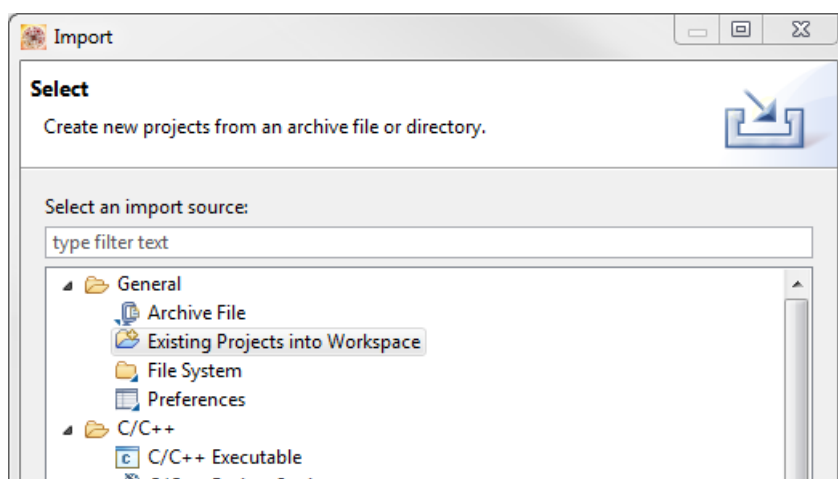 Import
Select
Create new projects from an archive file or directory.
Select an import source:
type filter text
General
Archive File
Existing Projects into Workspace
File System
Preferences
C/C++
C/C++ Executable